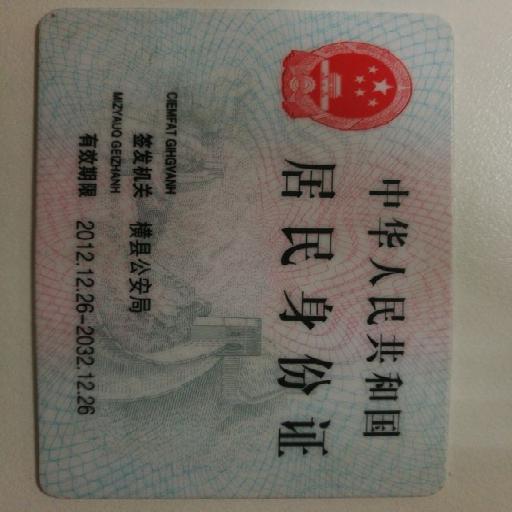 中华人民共和国
居民身份证
CIEMFAT GIHGYANH
签发机关 横县公安局
MIZYAUQ GEIZHANH
有效期限 2012.12.26-2032.12.26